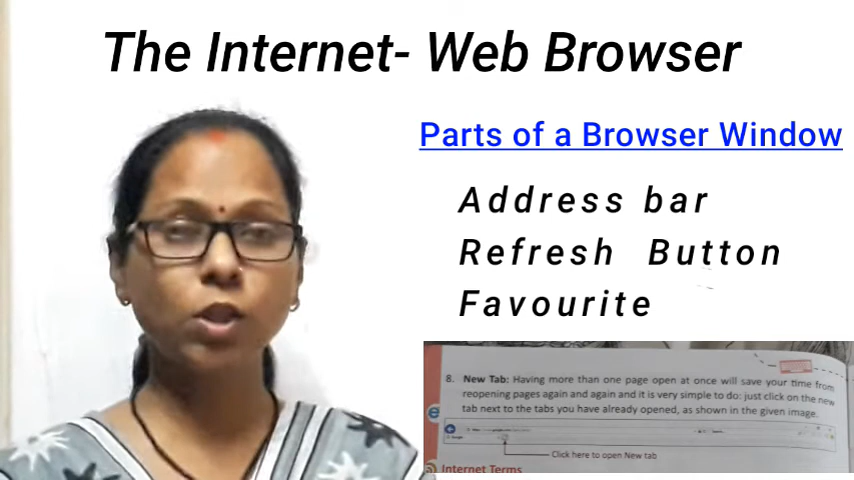 The Internet- Web Browser
Parts of a Browser Window
Address bar
Refresh Button
Favourite
8. New Tab: Having more than one page open at once will save your time from
reopening pages again and again and it is very simple to do: just click on the new
tab next to the tabs you have already opened, as shown in the given image.
Click here to open New tab
Internet Terms